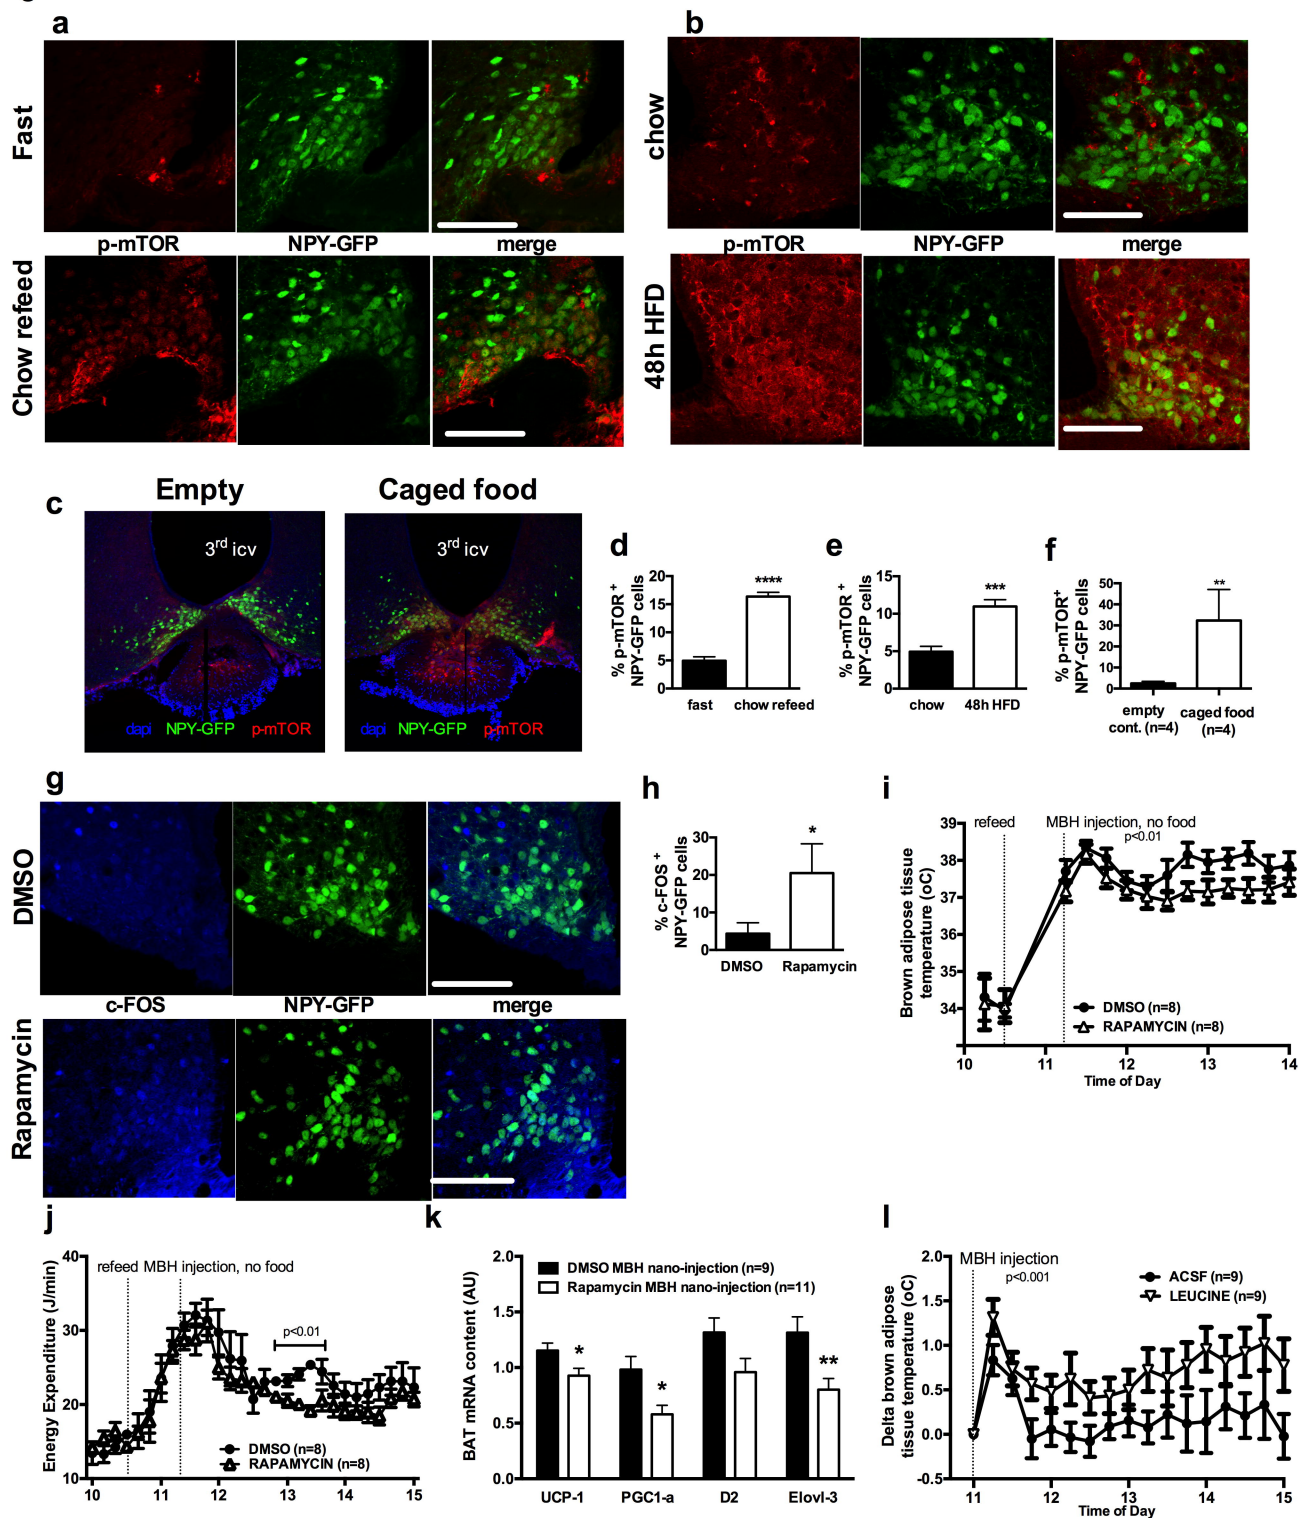 a
Fast
p-mTOR NPY-GFP merge
Chow refeed
b
chow
p-mTOR NPY-GFP merge
48h HFD
c
Empty
Caged food
3rd icv
3rd icv
dapi NPY-GFP p-mTOR
dapi NPY-GFP p-mTOR
d
% p-mTOR+
NPY-GFP cells
20
15
10
5
0
****
fast chow refeed
e
% p-mTOR+
NPY-GFP cells
15
10
5
0
***
chow 48h HFD
f
% p-mTOR+
NPY-GFP cells
50
40
30
20
10
0
**
empty
cont. (n=4)
caged food
(n=4)
g
DMSO
c-FOS NPY-GFP merge
Rapamycin
h
% c-FOS+
NPY-GFP cells
30
20
10
0
*
DMSO Rapamycin
i
Brown adipose tissue
temperature (oC)
39
38
37
36
35
34
refeed
MBH injection, no food
p<0.01
DMSO (n=8)
RAPAMYCIN (n=8)
10 11 12 13 14
Time of Day
j
Energy Expenditure (J/min)
40
30
20
10
refeed MBH injection, no food
p<0.01
DMSO (n=8)
RAPAMYCIN (n=8)
10 11 12 13 14 15
k
BAT mRNA content (AU)
2.0
1.5
1.0
0.5
0.0
DMSO MBH nano-injection (n=9)
Rapamycin MBH nano-injection (n=11)
*
*
**
UCP-1 PGC1-a D2 Elovl-3
l
Delta brown adipose
tissue temperature (oC)
2.0
1.5
1.0
0.5
0.0
-0.5
MBH injection
p<0.001
ACSF (n=9)
LEUCINE (n=9)
11 12 13 14 15
Time of Day